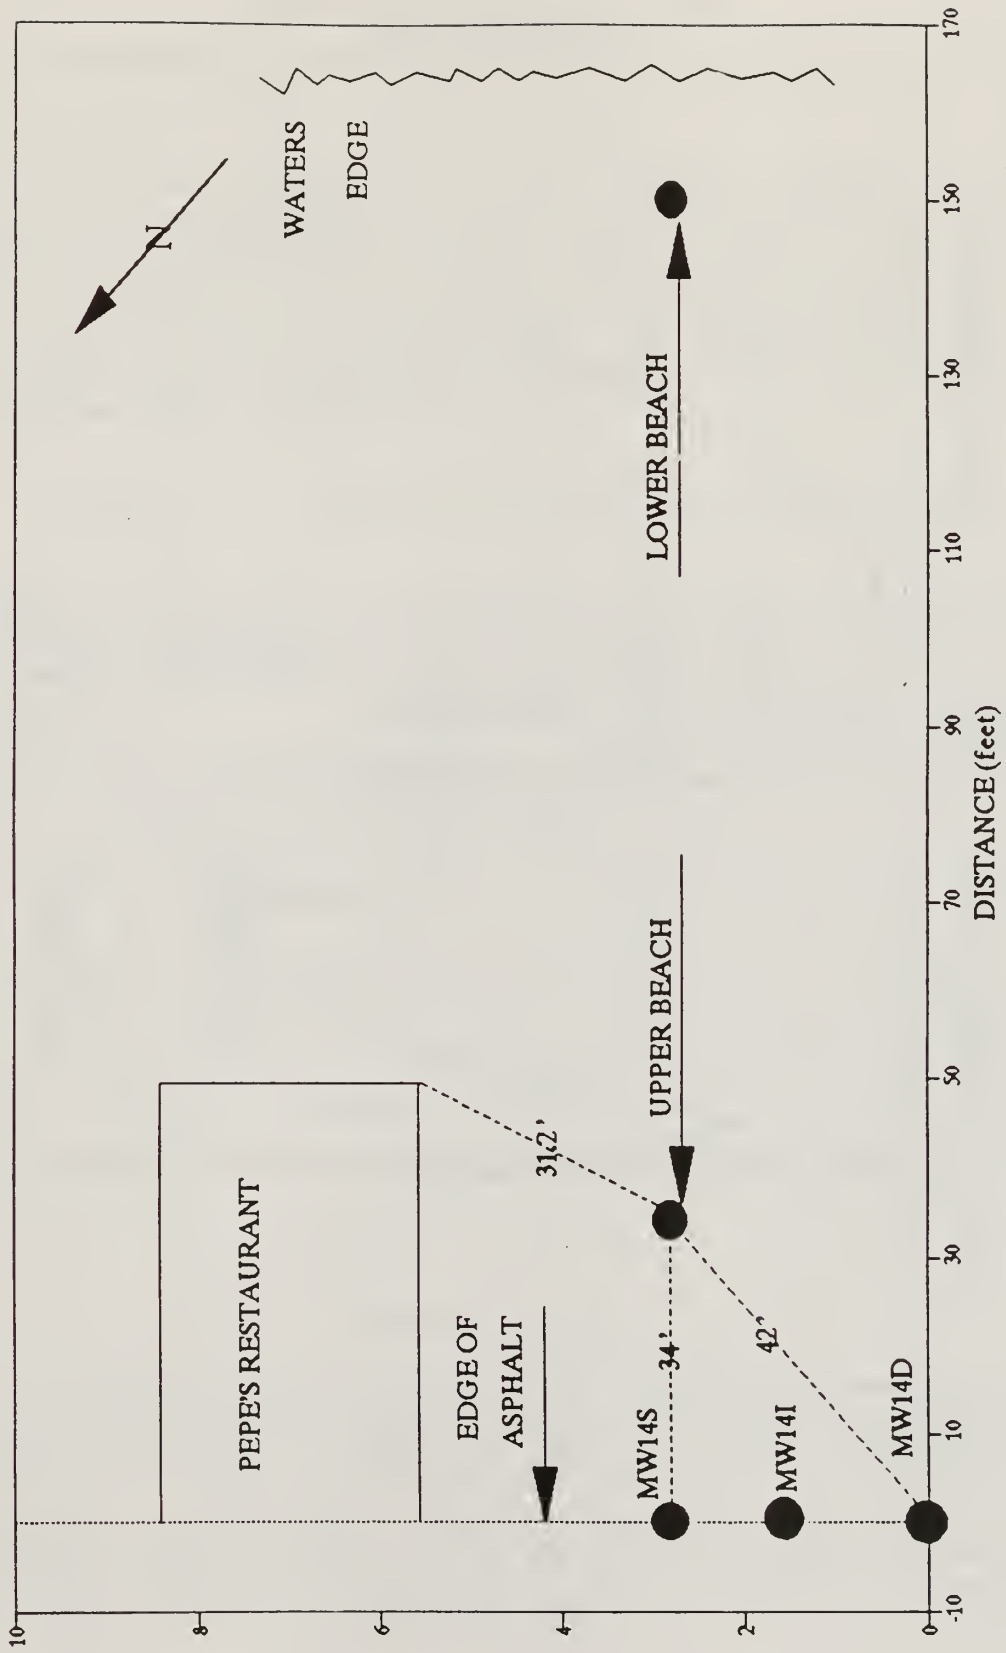 N
WATERS
EDGE
PEPE'S RESTAURANT
EDGE OF
ASPHALT
31.2'
UPPER BEACH
LOWER BEACH
MW14S
34'
MW14I
42'
MW14D
10
8
6
4
2
0
-10
10
30
50
70
90
110
130
150
170
DISTANCE (feet)